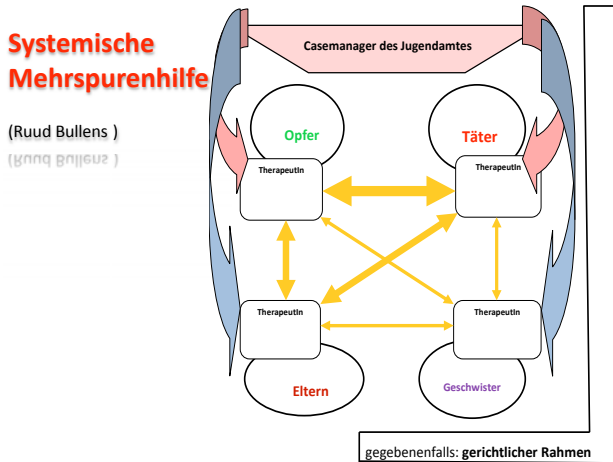 Systemische
Mehrspurenhilfe
(Ruud Bullens )
Casemanager des Jugendamtes
Opfer
Täter
TherapeutIn
TherapeutIn
TherapeutIn
TherapeutIn
Eltern
Geschwister
gegebenenfalls: gerichtlicher Rahmen